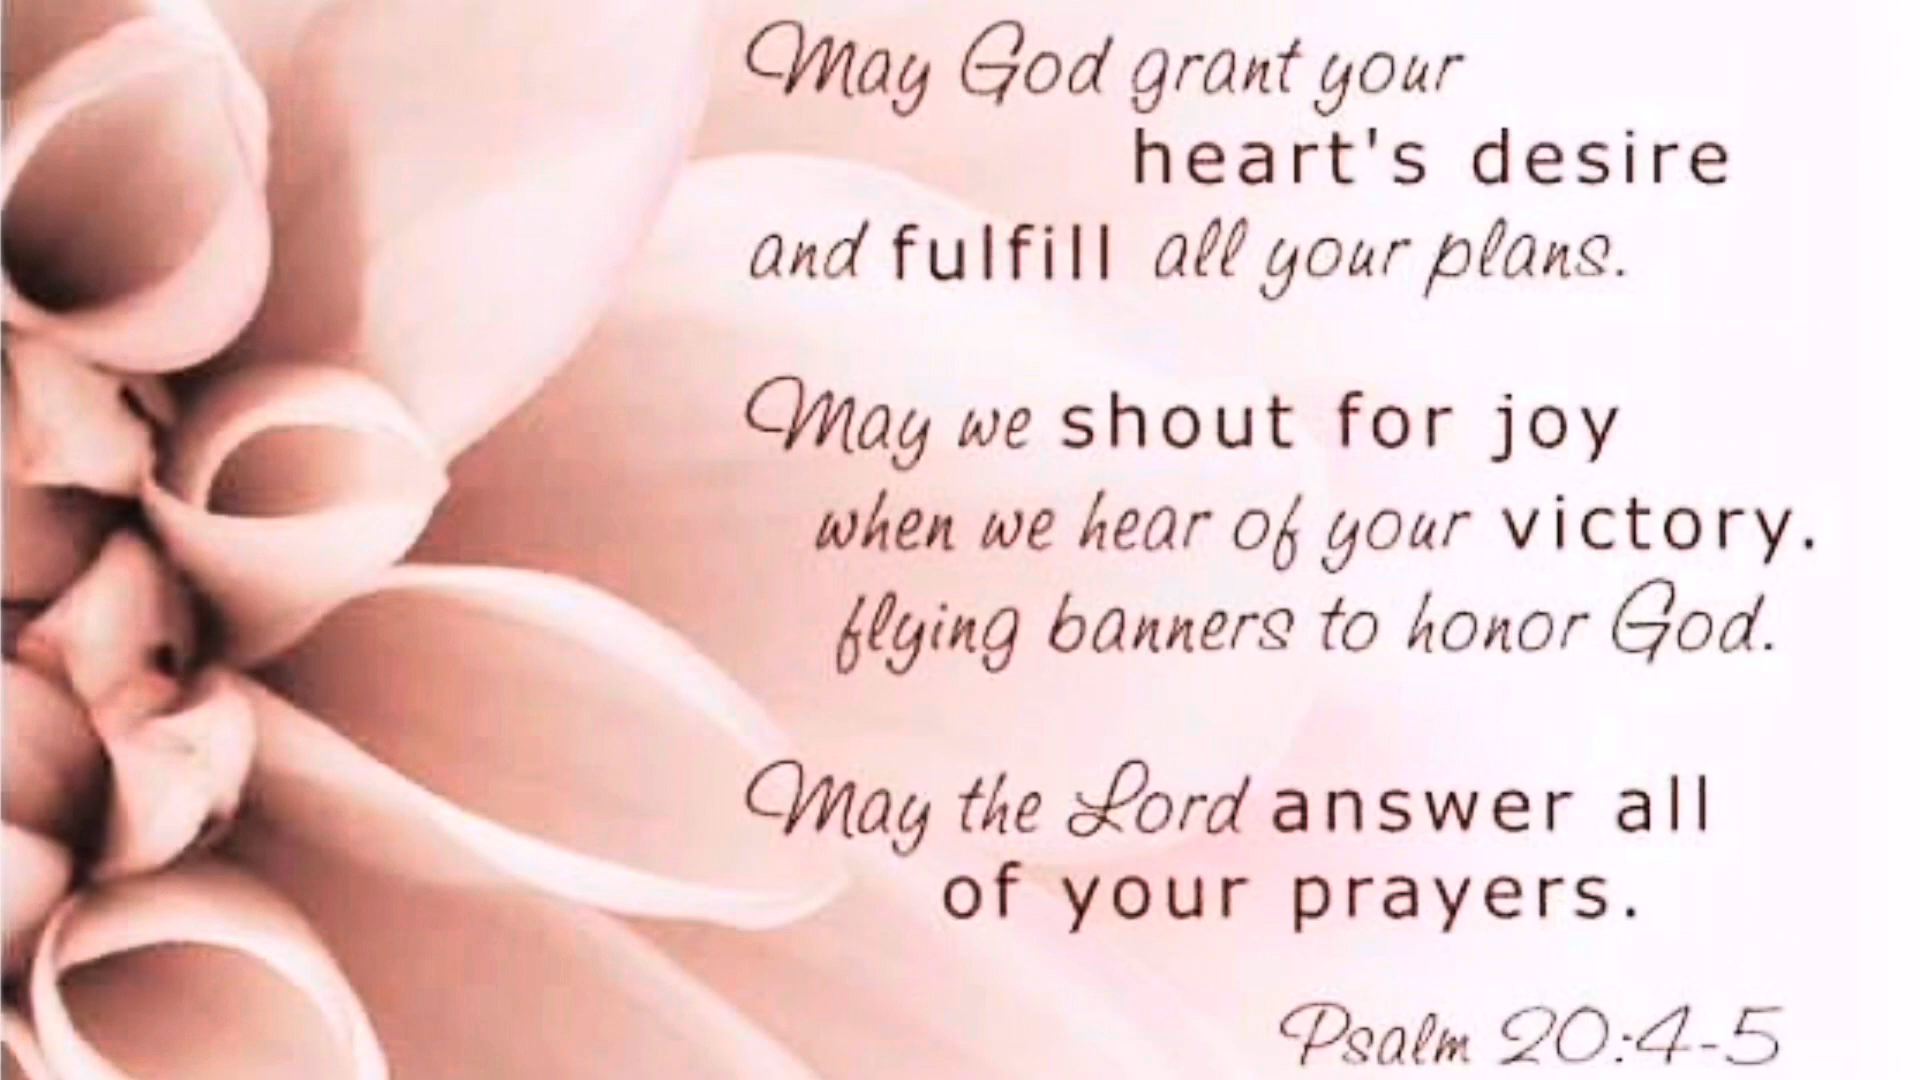 May God grant your
heart's desire
and fulfill all your plans.
May we shout for joy
when we hear of your victory.
flying banners to honor God.
May the Lord answer all
of your prayers.
Psalm 20:4-5